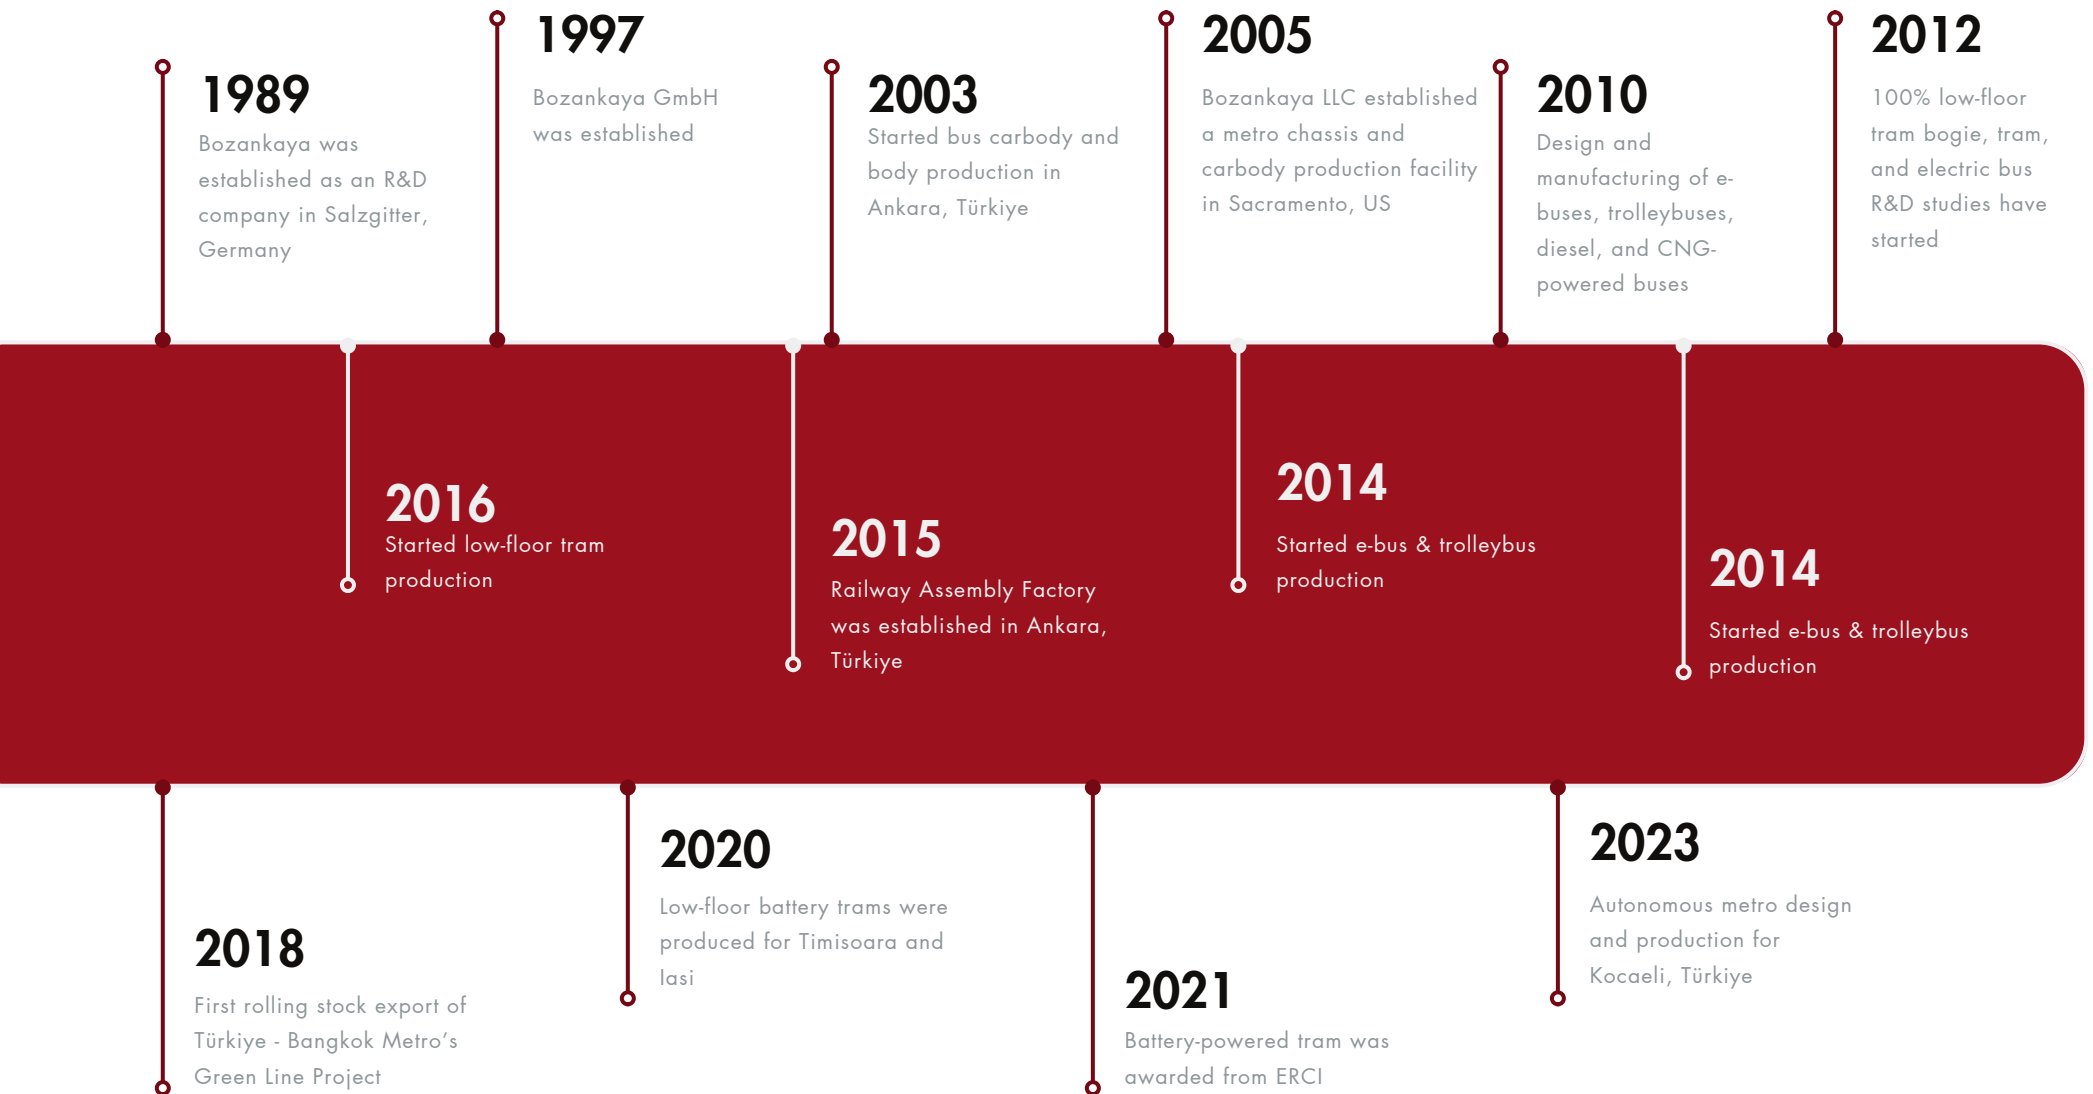 1989
Bozankaya was
established as an R&D
company in Salzgitter,
Germany
1997
Bozankaya GmbH
was established
2003
Started bus carbody and
body production in
Ankara, Türkiye
2005
Bozankaya LLC established
a metro chassis and
carbody production facility
in Sacramento, US
2010
Design and
manufacturing of e-
buses, trolleybuses,
diesel, and CNG-
powered buses
2012
100% low-floor
tram bogie, tram,
and electric bus
R&D studies have
started
2016
Started low-floor tram
production
2015
Railway Assembly Factory
was established in Ankara,
Türkiye
2014
Started e-bus & trolleybus
production
2014
Started e-bus & trolleybus
production
2018
First rolling stock export of
Türkiye - Bangkok Metro’s
Green Line Project
2020
Low-floor battery trams were
produced for Timisoara and
Iasi
2021
Battery-powered tram was
awarded from ERCI
2023
Autonomous metro design
and production for
Kocaeli, Türkiye